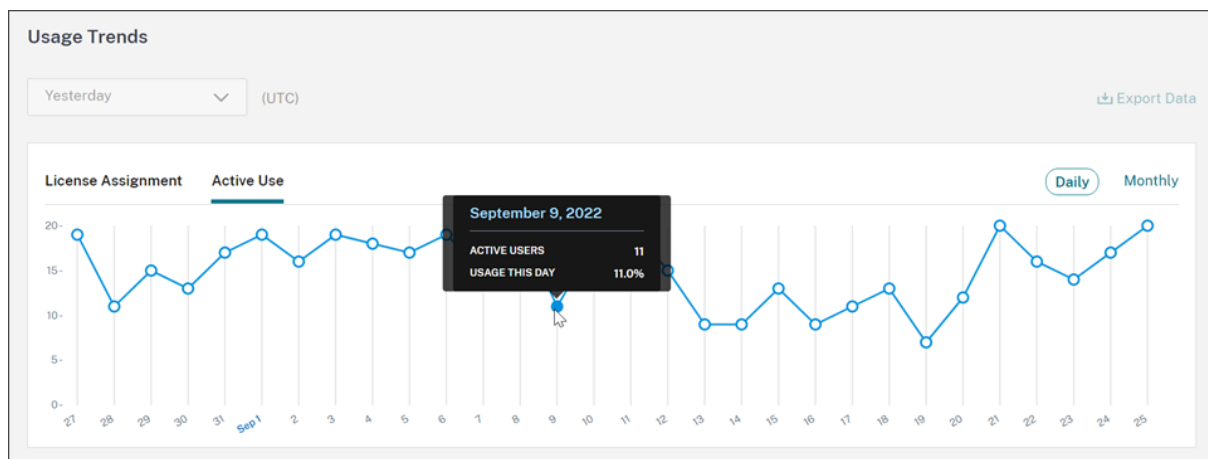 Usage Trends
Yesterday (UTC) Export Data
License Assignment Active Use Daily Monthly
September 9, 2022
ACTIVE USERS 11
USAGE THIS DAY 11.0%
20-
15-
10-
5-
0-
27 28 29 30 31 Sep 1 2 3 4 5 6 7 8 9 10 11 12 13 14 15 16 17 18 19 20 21 22 23 24 25